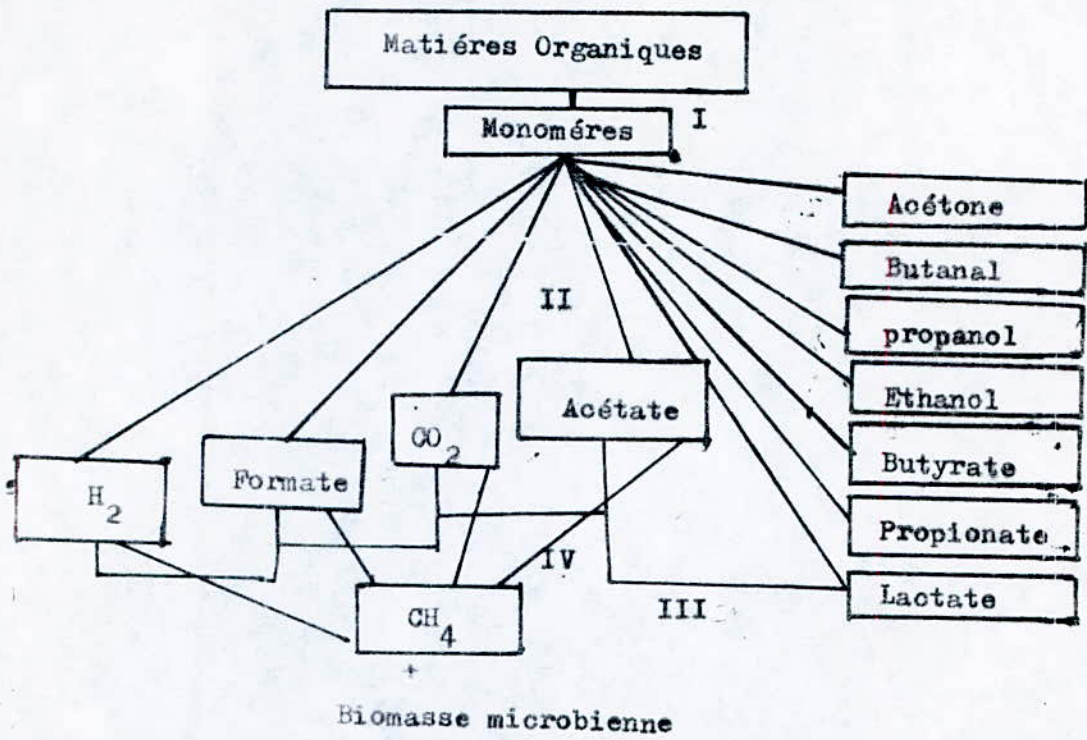 Matiéres Organiques
Monoméres
I
Acétone
Butanal
propanol
Ethanol
Butyrate
Propionate
Lactate
II
Acétate
CO2
Formate
H2
IV
III
CH4
+
Biomasse microbienne